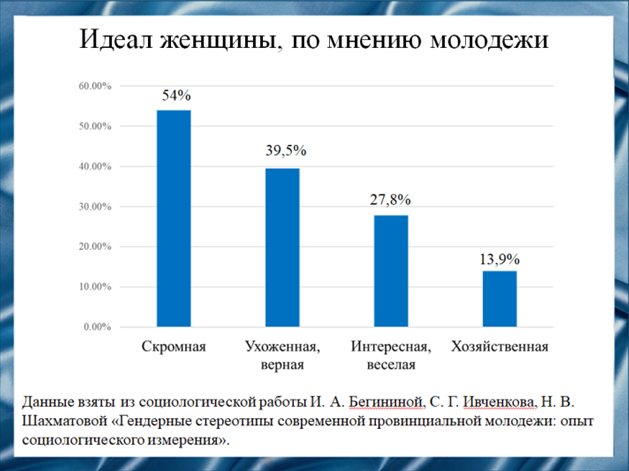 Идеал женщины, по мнению молодежи
60.00%
50.00%
40.00%
30.00%
20.00%
10.00%
0.00%
54%
39,5%
27,8%
13,9%
Скромная
Ухоженная,
верная
Интересная,
веселая
Хозяйственная
Данные взяты из социологической работы И. А. Бегининой, С. Г. Ивченкова, Н. В.
Шахматовой «Гендерные стереотипы современной провинциальной молодежи: опыт
социологического измерения».